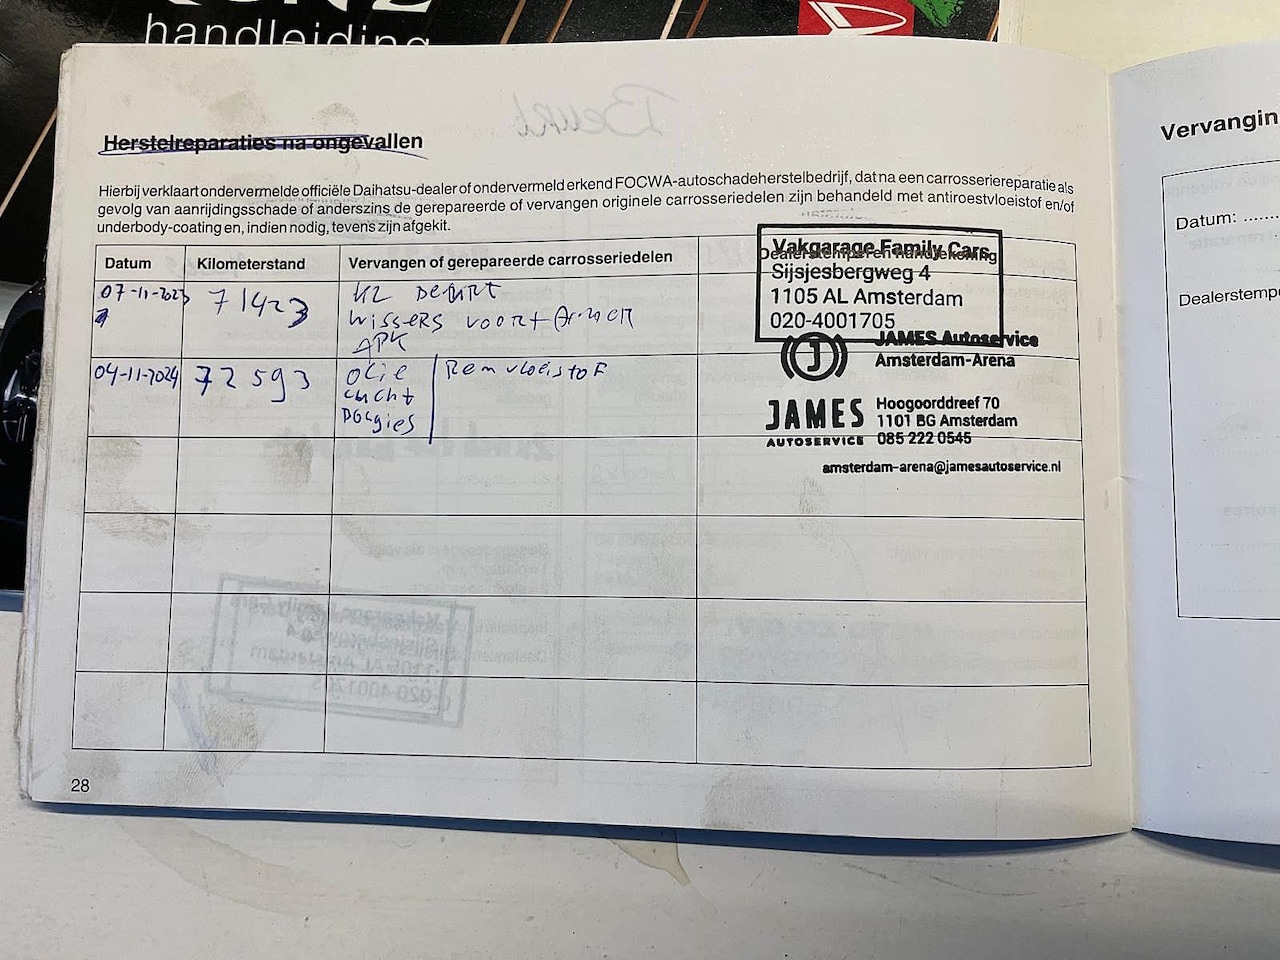 handleiding
Beurt
Herstelreparaties na ongevallen
Hierbij verklaart ondervermelde officiële Daihatsu-dealer of ondervermeld erkend FOCWA-autoschadeherstelbedrijf, dat na een carrosseriereparatie als
gevolg van aanrijdingsschade of anderszins de gerepareerde of vervangen originele carrosseriedelen zijn behandeld met antiroestvloeistof en/of
underbody-coating en, indien nodig, tevens zijn afgekit.
Datum
Kilometerstand
Vervangen of gerepareerde carrosseriedelen
Dealerstempel en handtekening
07-11-2023
71423
KL BEURT
Wissers voor + Achter
APK
Vakgarage Family Cars
Sijsjesbergweg 4
1105 AL Amsterdam
020-4001705
04-11-2024
72593
olie
Lucht
Remvloeistof
JAMES Autoservice
Amsterdam-Arena
JAMES
AUTOSERVICE
Hoogoorddreef 70
1101 BG Amsterdam
085 222 0545
amsterdam-arena@jamesautoservice.nl
28
Vervangin
Datum: ........
Dealerstempe